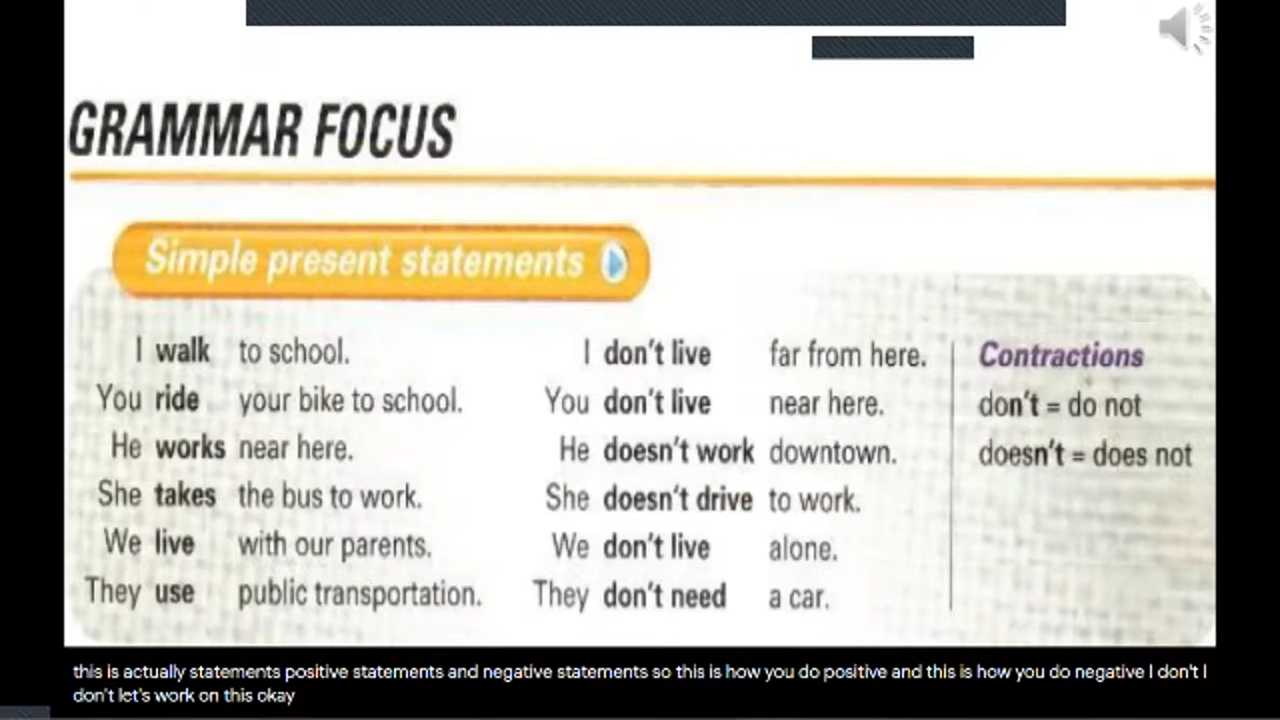 GRAMMAR FOCUS
Simple present statements
I walk to school. I don't live far from here. Contractions
You ride your bike to school. You don't live near here. don't = do not
He works near here. He doesn't work downtown. doesn't = does not
She takes the bus to work. She doesn't drive to work.
We live with our parents. We don't live alone.
They use public transportation. They don't need a car.
this is actually statements positive statements and negative statements so this is how you do positive and this is how you do negative I don't I
don't let's work on this okay